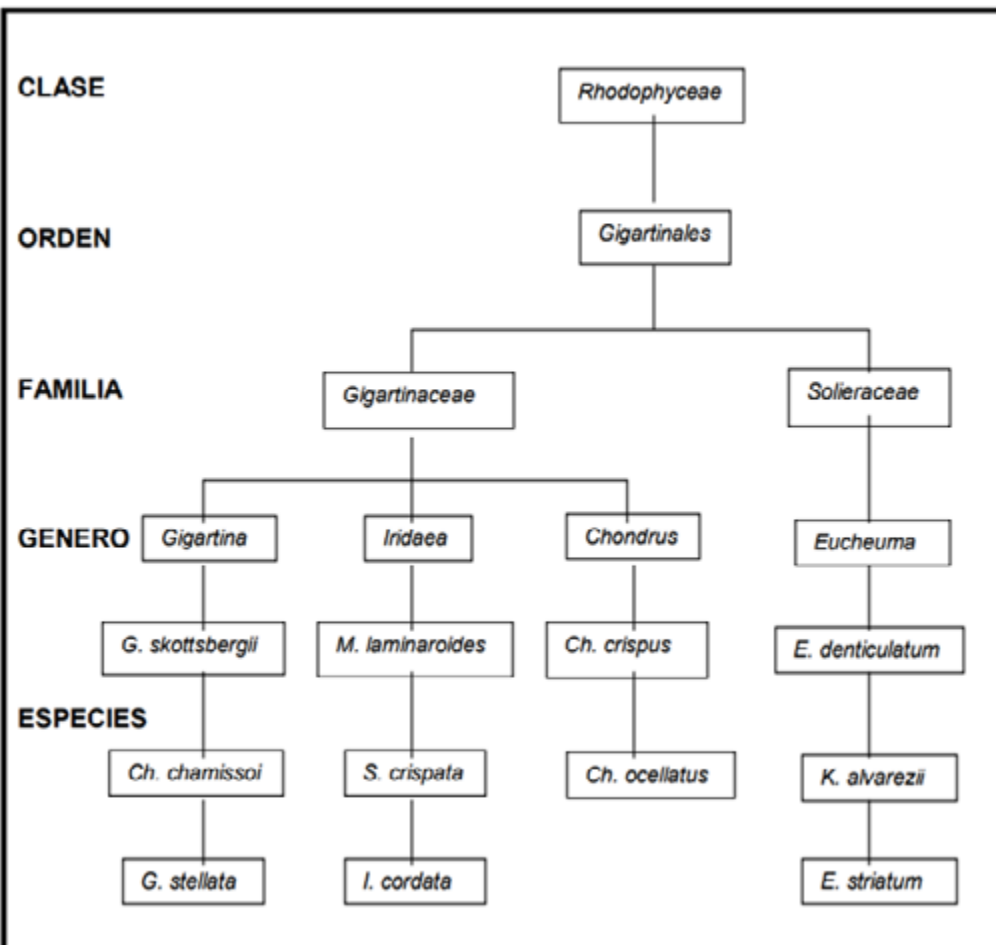 CLASE
Rhodophyceae
ORDEN
Gigartinales
FAMILIA
Gigartinaceae
Solieraceae
GENERO
Gigartina
Iridaea
Chondrus
Eucheuma
G. skottsbergii
M. laminaroides
Ch. crispus
E. denticulatum
ESPECIES
Ch. chamissoi
S. crispata
Ch. ocellatus
K. alvarezii
G. stellata
I. cordata
E. striatum